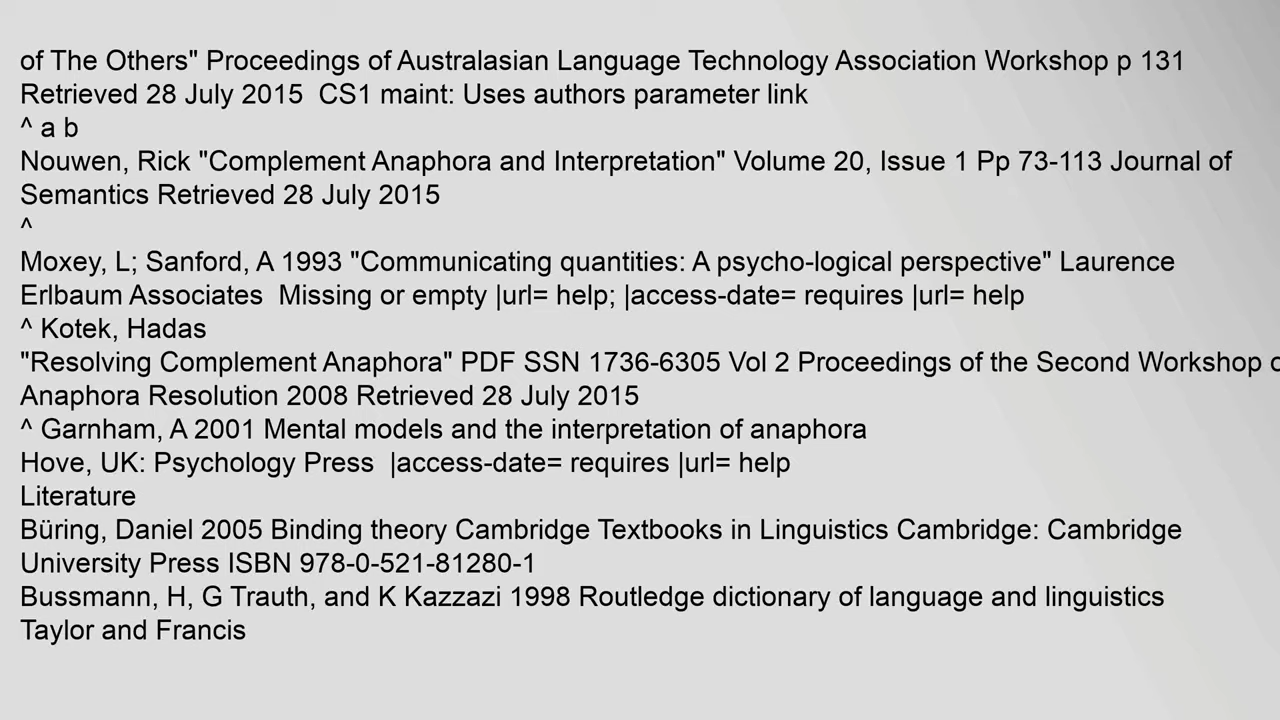 of The Others" Proceedings of Australasian Language Technology Association Workshop p 131
Retrieved 28 July 2015  CS1 maint: Uses authors parameter link
^ a b
Nouwen, Rick "Complement Anaphora and Interpretation" Volume 20, Issue 1 Pp 73-113 Journal of
Semantics Retrieved 28 July 2015
^
Moxey, L; Sanford, A 1993 "Communicating quantities: A psycho-logical perspective" Laurence
Erlbaum Associates  Missing or empty |url= help; |access-date= requires |url= help
^ Kotek, Hadas
"Resolving Complement Anaphora" PDF SSN 1736-6305 Vol 2 Proceedings of the Second Workshop
Anaphora Resolution 2008 Retrieved 28 July 2015
^ Garnham, A 2001 Mental models and the interpretation of anaphora
Hove, UK: Psychology Press  |access-date= requires |url= help
Literature
Büring, Daniel 2005 Binding theory Cambridge Textbooks in Linguistics Cambridge: Cambridge
University Press ISBN 978-0-521-81280-1
Bussmann, H, G Trauth, and K Kazzazi 1998 Routledge dictionary of language and linguistics
Taylor and Francis